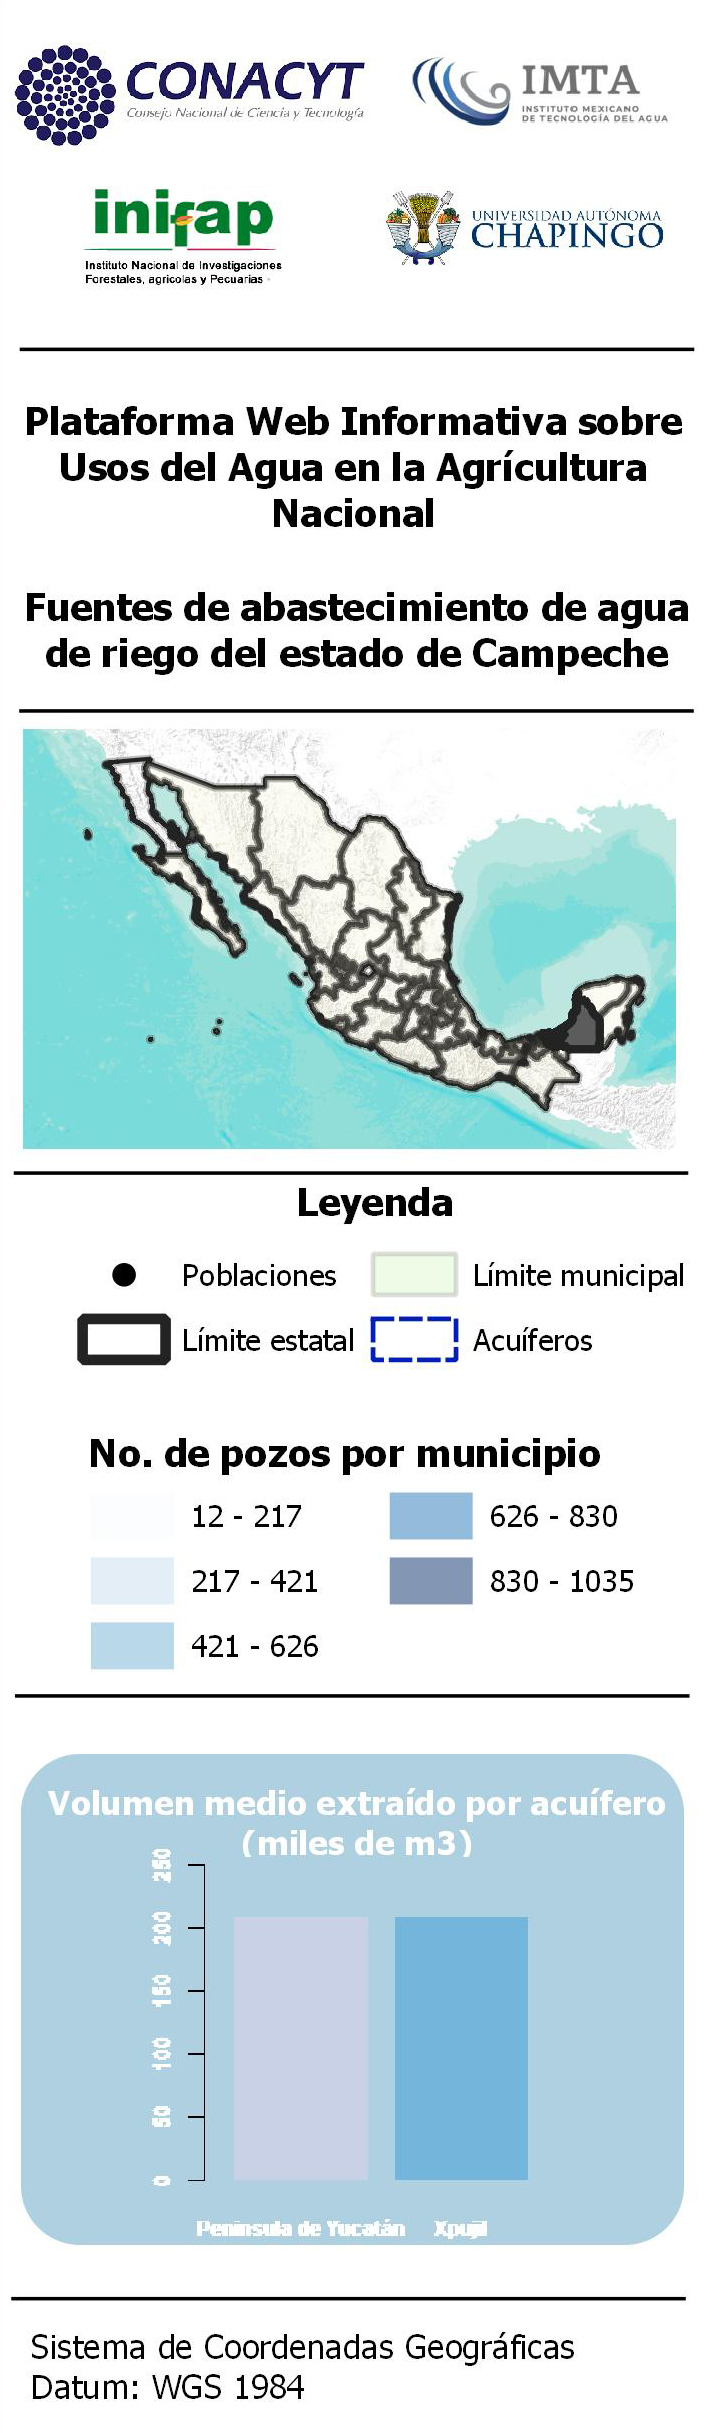 CONACYT
Consejo Nacional de Ciencia y Tecnología
IMTA
INSTITUTO MEXICANO
DE TECNOLOGÍA DEL AGUA
inifap
Instituto Nacional de Investigaciones
Forestales, agricolas y Pecuarias
UNIVERSIDAD AUTÓNOMA
CHAPINGO
Plataforma Web Informativa sobre
Usos del Agua en la Agrícultura
Nacional
Fuentes de abastecimiento de agua
de riego del estado de Campeche
Leyenda
Poblaciones
Límite municipal
Límite estatal
Acuíferos
No. de pozos por municipio
12 - 217
626 - 830
217 - 421
830 - 1035
421 - 626
Volumen medio extraído por acuífero
(miles de m3)
250
200
150
100
50
0
Península de Yucatán
Xpujil
Sistema de Coordenadas Geográficas
Datum: WGS 1984